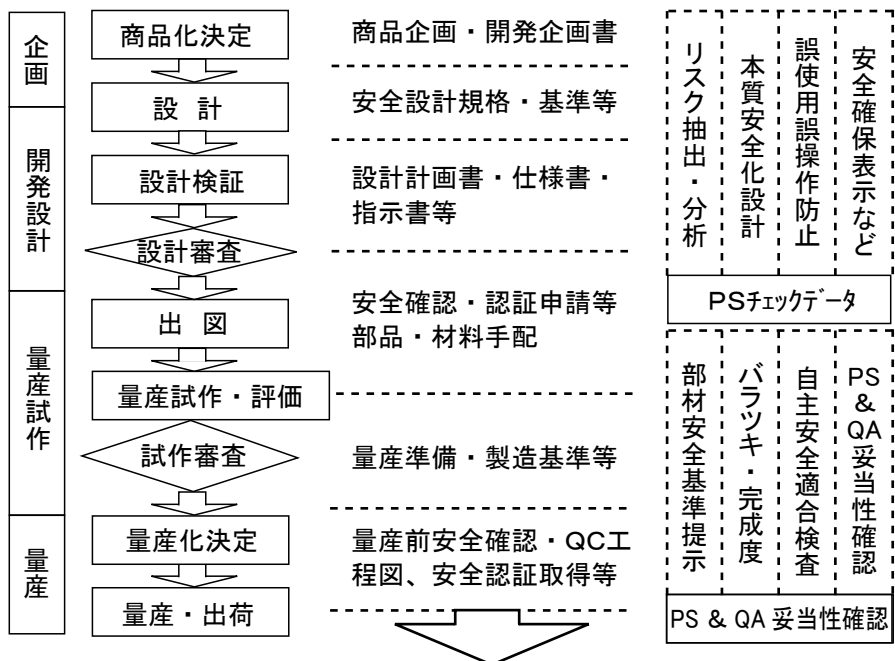 企画
開発設計
量産試作
量産
商品化決定
設 計
設計検証
設計審査
出 図
量産試作・評価
試作審査
量産化決定
量産・出荷
商品企画・開発企画書
安全設計規格・基準等
設計計画書・仕様書・
指示書等
安全確認・認証申請等
部品・材料手配
量産準備・製造基準等
量産前安全確認・QC工
程図、安全認証取得等
リスク抽出・分析
本質安全化設計
誤使用誤操作防止
安全確保表示など
PSﾁｪｯｸﾃﾞｰﾀ
部材安全基準提示
バラツキ・完成度
自主安全適合検査
PS&QA妥当性確認
PS & QA 妥当性確認